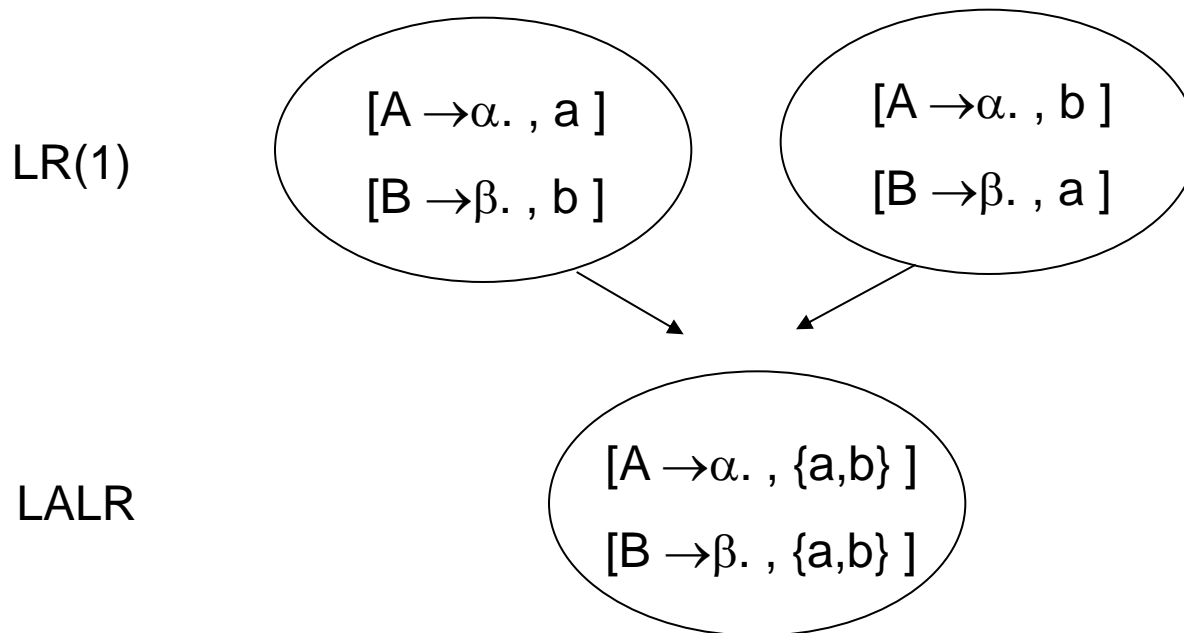 [A →α. , a ]
[B →β. , b ]
[A →α. , b ]
[B →β. , a ]
LR(1)
[A →α. , {a,b} ]
[B →β. , {a,b} ]
LALR